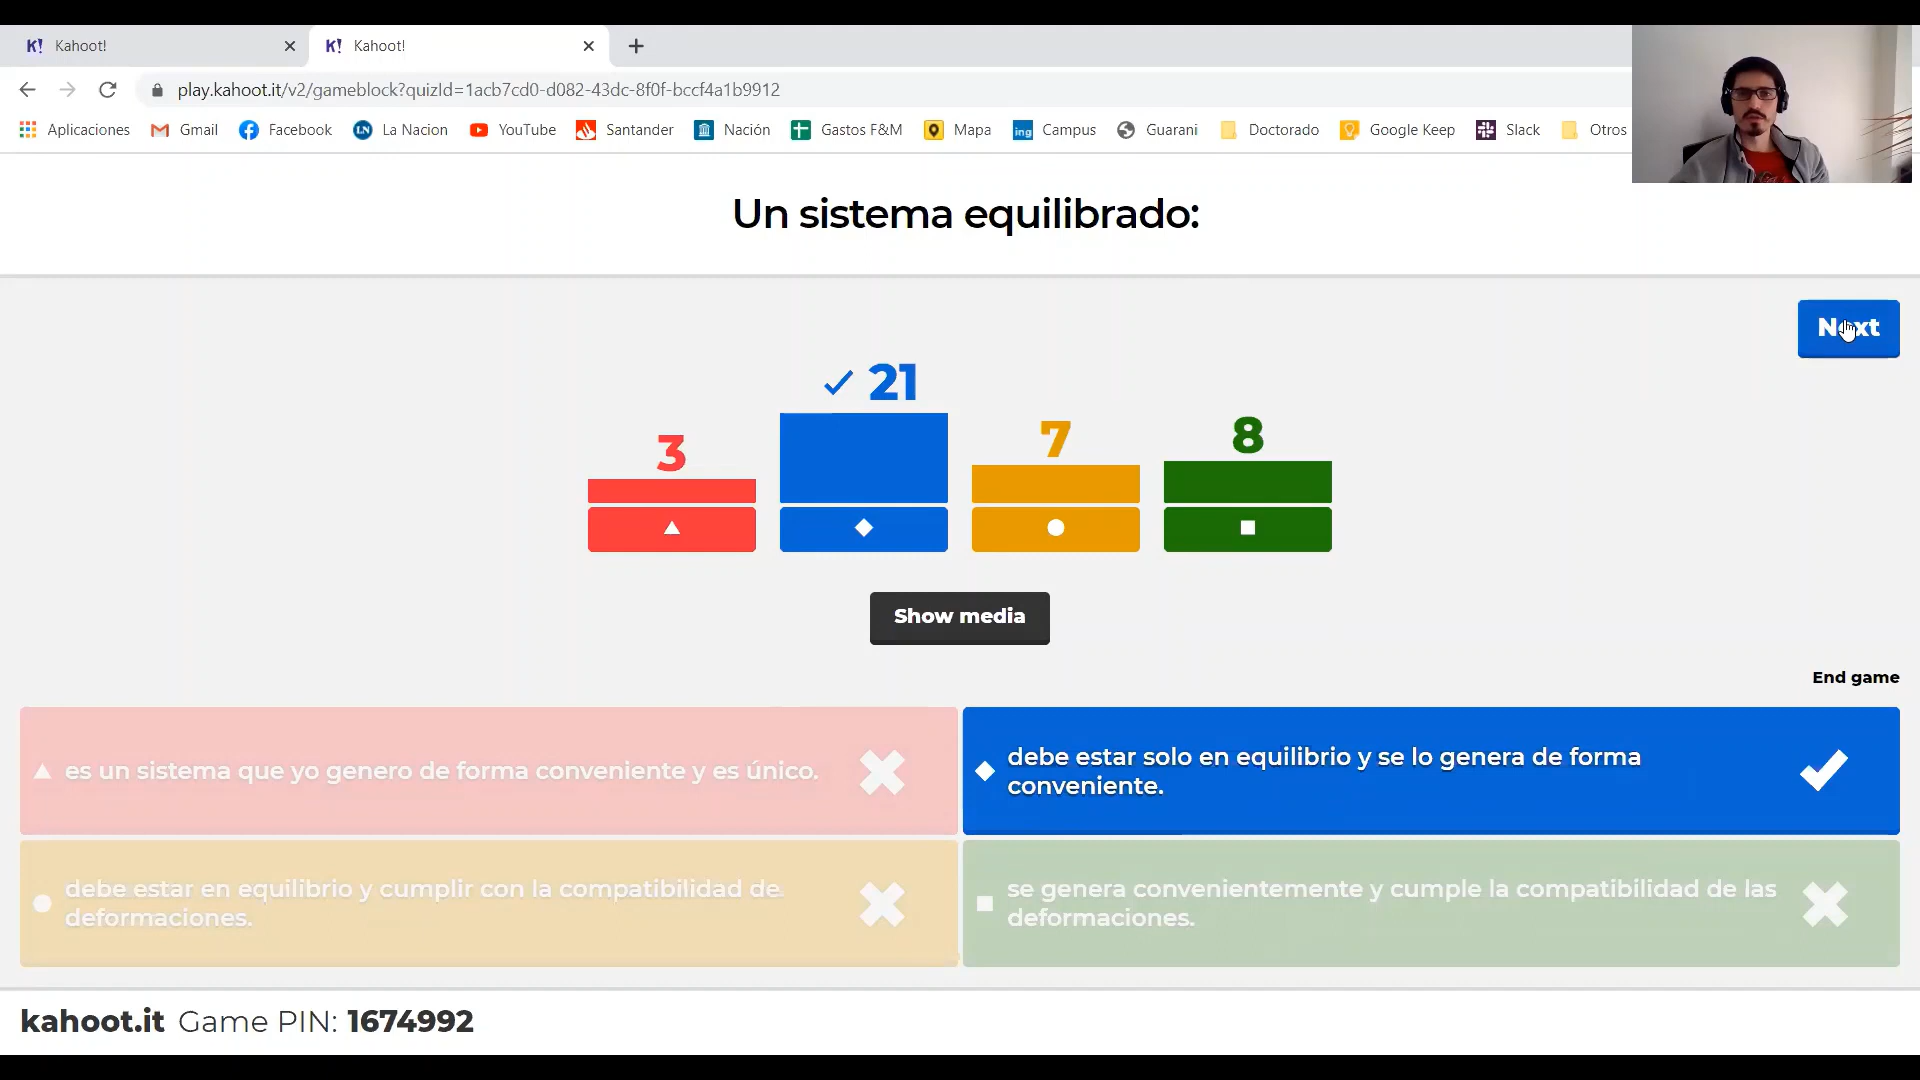 K! Kahoot!
K! Kahoot!
play.kahoot.it/v2/gameblock?quizId=1acb7cd0-d082-43dc-8f0f-bccf4a1b9912
Aplicaciones Gmail Facebook LN La Nacion YouTube Santander Nación Gastos F&M Mapa ing Campus Guarani Doctorado Google Keep Slack Otros
Un sistema equilibrado:
Next
21
3
7
8
Show media
End game
es un sistema que yo genero de forma conveniente y es único.
debe estar solo en equilibrio y se lo genera de forma
conveniente.
debe estar en equilibrio y cumplir con la compatibilidad de
deformaciones.
se genera convenientemente y cumple la compatibilidad de las
deformaciones.
kahoot.it Game PIN: 1674992